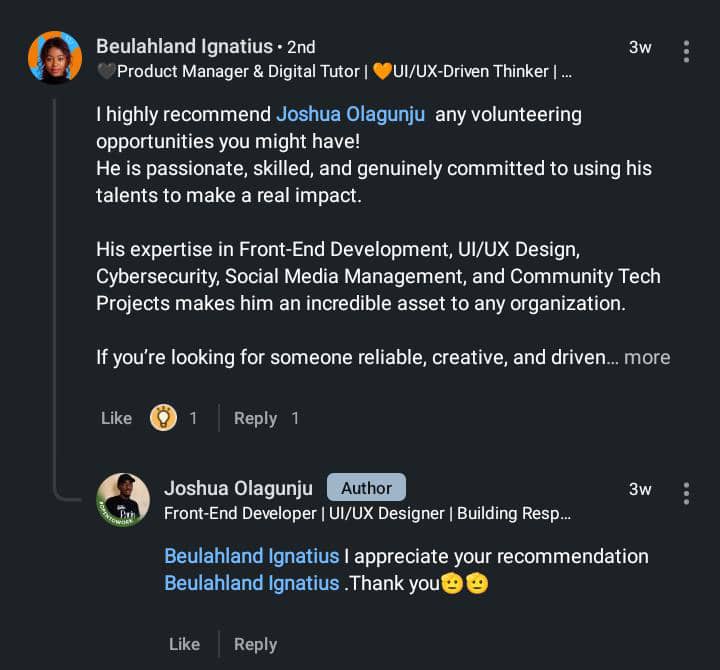 Beulahland Ignatius • 2nd 3w
🖤Product Manager & Digital Tutor | 🧡UI/UX-Driven Thinker | ...
I highly recommend Joshua Olagunju any volunteering
opportunities you might have!
He is passionate, skilled, and genuinely committed to using his
talents to make a real impact.
His expertise in Front-End Development, UI/UX Design,
Cybersecurity, Social Media Management, and Community Tech
Projects makes him an incredible asset to any organization.
If you’re looking for someone reliable, creative, and driven... more
Like 1 Reply 1
Joshua Olagunju Author 3w
Front-End Developer | UI/UX Designer | Building Resp...
#OPENTOWORK
Beulahland Ignatius I appreciate your recommendation
Beulahland Ignatius .Thank you🫡🫡
Like Reply